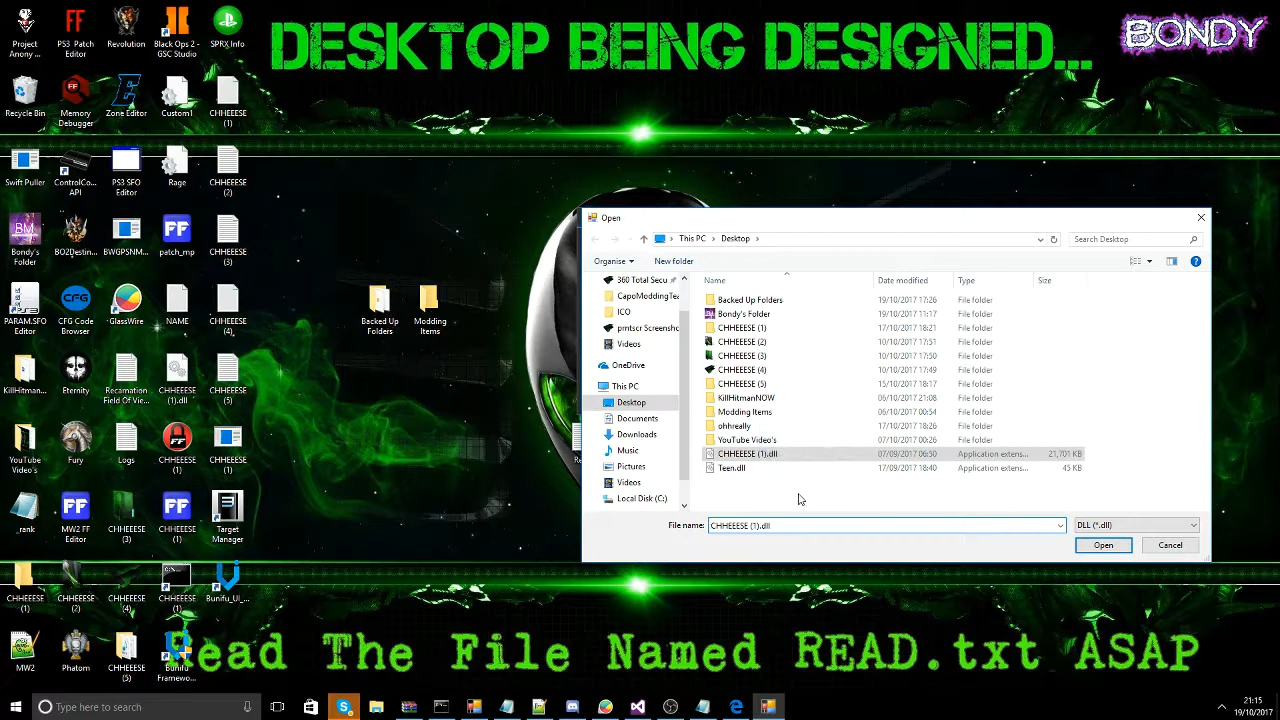 DESKTOP BEING DESIGNED...
BONDY
Project Anony...
PS3 Patch Editor
Revolution
Black Ops 2 - GSC Studio
SPRX Info
Recycle Bin
Memory Debugger
Zone Editor
Custom1
CHHEEESE (1)
Swift Puller
ControlCo... API
PS3 SFO Editor
Rage
CHHEEESE (2)
Bondy's Folder
BO2Destin...
BWGPSNM...
patch_mp
CHHEEESE (3)
PARAM.SFO Editor
CFG Code Browser
GlassWire
NAME
CHHEEESE (4)
Backed Up Folders
Modding Items
KillHitman...
Eternity
Recarnation Field Of Vie...
CHHEEESE (1).dll
CHHEEESE (5)
YouTube Video's
Fury
Logs
CHHEEESE (1)
CHHEEESE (1)
_rank
MW2 FF Editor
CHHEEESE (3)
CHHEEESE (1)
Target Manager
CHHEEESE (1)
CHHEEESE (2)
CHHEEESE (4)
CHHEEESE (1)
Bunifu_UI_...
MW2
Phatom
CHHEEESE (5)
Bunifu Framewo...
Open
This PC > Desktop >
Search Desktop
Organise
New folder
Name
Date modified
Type
Size
360 Total Secu
CapoModdingTea
ICO
prntscr Screensho
Videos
OneDrive
This PC
Desktop
Documents
Downloads
Music
Pictures
Videos
Local Disk (C:)
Backed Up Folders 19/10/2017 17:26 File folder
Bondy's Folder 19/10/2017 11:17 File folder
CHHEEESE (1) 17/10/2017 18:21 File folder
CHHEEESE (2) 10/10/2017 17:51 File folder
CHHEEESE (3) 10/10/2017 17:50 File folder
CHHEEESE (4) 10/10/2017 17:49 File folder
CHHEEESE (5) 17/10/2017 18:17 File folder
KillHitmanNOW 06/10/2017 21:08 File folder
Modding Items 06/10/2017 00:54 File folder
ohhreally 17/10/2017 18:26 File folder
YouTube Video's 07/10/2017 00:26 File folder
CHHEEESE (1).dll 07/09/2017 06:50 Application extens... 21,701 KB
Teen.dll 17/09/2017 18:40 Application extens... 45 KB
File name: CHHEEESE (1).dll
DLL (*.dll)
Open
Cancel
Read The File Named READ.txt ASAP
Type here to search
21:15
19/10/2017